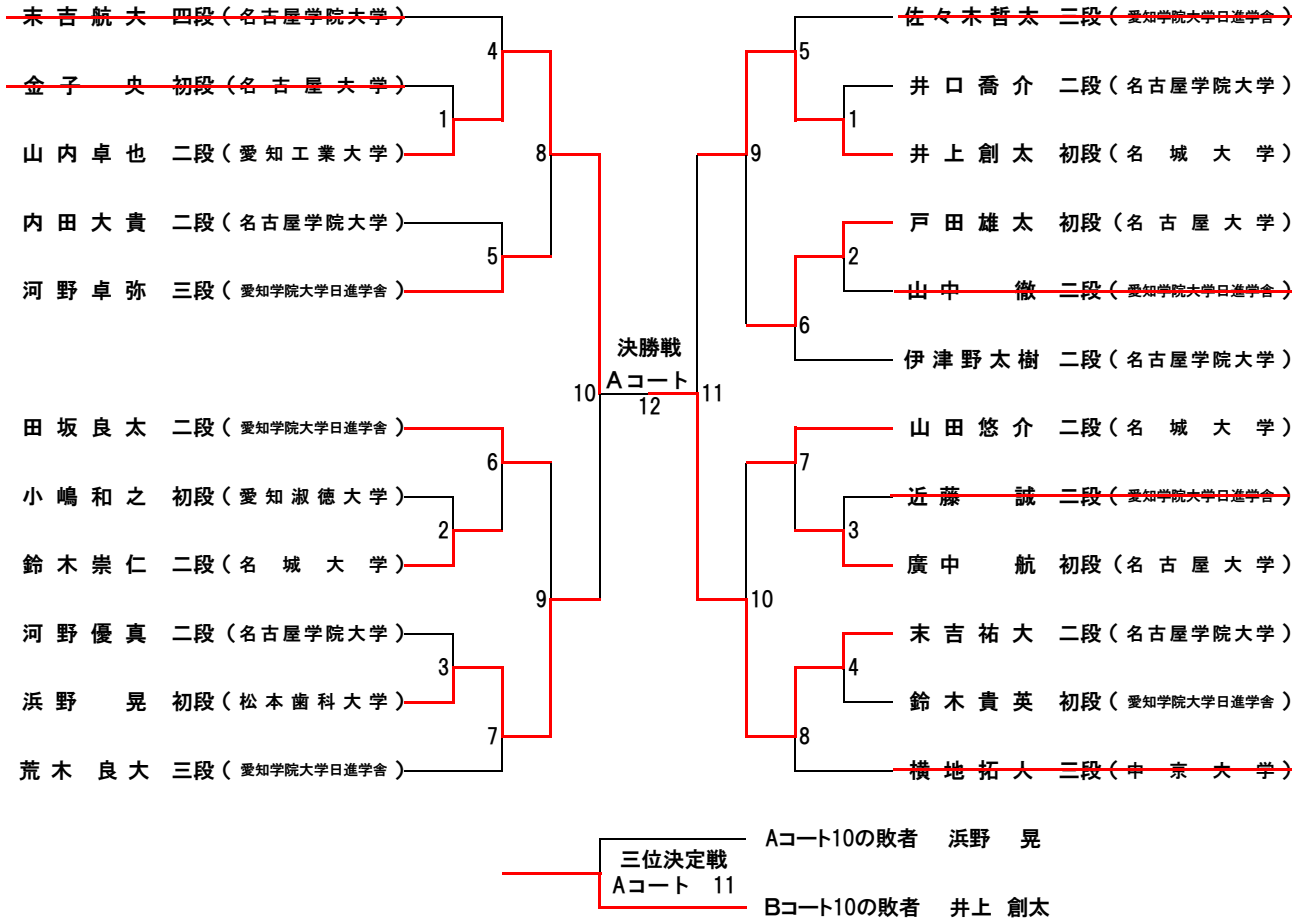 末吉航大 四段(名古屋学院大学)
金子 央 初段(名古屋大学)
山内卓也 二段(愛知工業大学)
内田大貴 二段(名古屋学院大学)
河野卓弥 三段(愛知学院大学日進学舎)
田坂良太 二段(愛知学院大学日進学舎)
小嶋和之 初段(愛知淑徳大学)
鈴木崇仁 二段(名城大学)
河野優真 二段(名古屋学院大学)
浜野 晃 初段(松本歯科大学)
荒木良大 三段(愛知学院大学日進学舎)
4
1
8
5
10
6
2
9
3
7
決勝戦
Aコート
12
11
9
5
1
2
6
7
3
10
4
8
佐々木哲太 三段(愛知学院大学日進学舎)
井口喬介 二段(名古屋学院大学)
井上創太 初段(名城大学)
戸田雄太 初段(名古屋大学)
山中 徹 二段(愛知学院大学日進学舎)
伊津野太樹 二段(名古屋学院大学)
山田悠介 二段(名城大学)
近藤 誠 二段(愛知学院大学日進学舎)
廣中 航 初段(名古屋大学)
末吉祐大 二段(名古屋学院大学)
鈴木貴英 初段(愛知学院大学日進学舎)
横地拓人 三段(中京大学)
三位決定戦
Aコート 11
Aコート10の敗者 浜野 晃
Bコート10の敗者 井上 創太